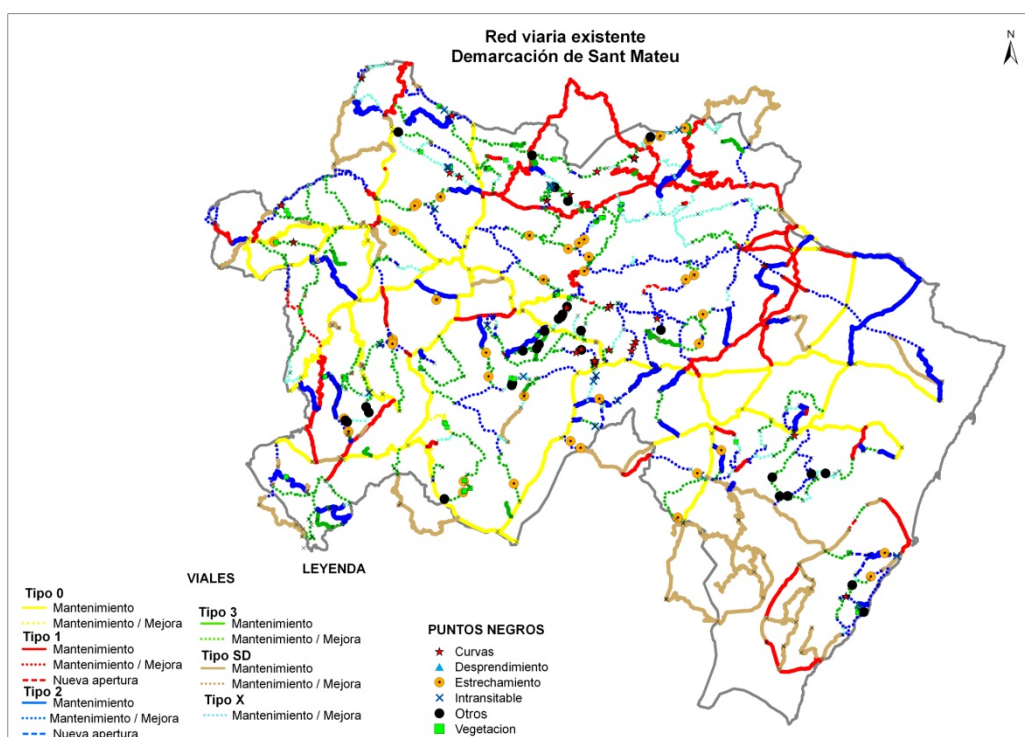 Red viaria existente
Demarcación de Sant Mateu
N
LEYENDA
VIALES
Tipo 0
Mantenimiento
Mantenimiento / Mejora
Tipo 1
Mantenimiento
Mantenimiento / Mejora
Nueva apertura
Tipo 2
Mantenimiento
Mantenimiento / Mejora
Nueva apertura
Tipo 3
Mantenimiento
Mantenimiento / Mejora
Tipo SD
Mantenimiento
Mantenimiento / Mejora
Tipo X
Mantenimiento / Mejora
PUNTOS NEGROS
Curvas
Desprendimiento
Estrechamiento
Intransitable
Otros
Vegetacion